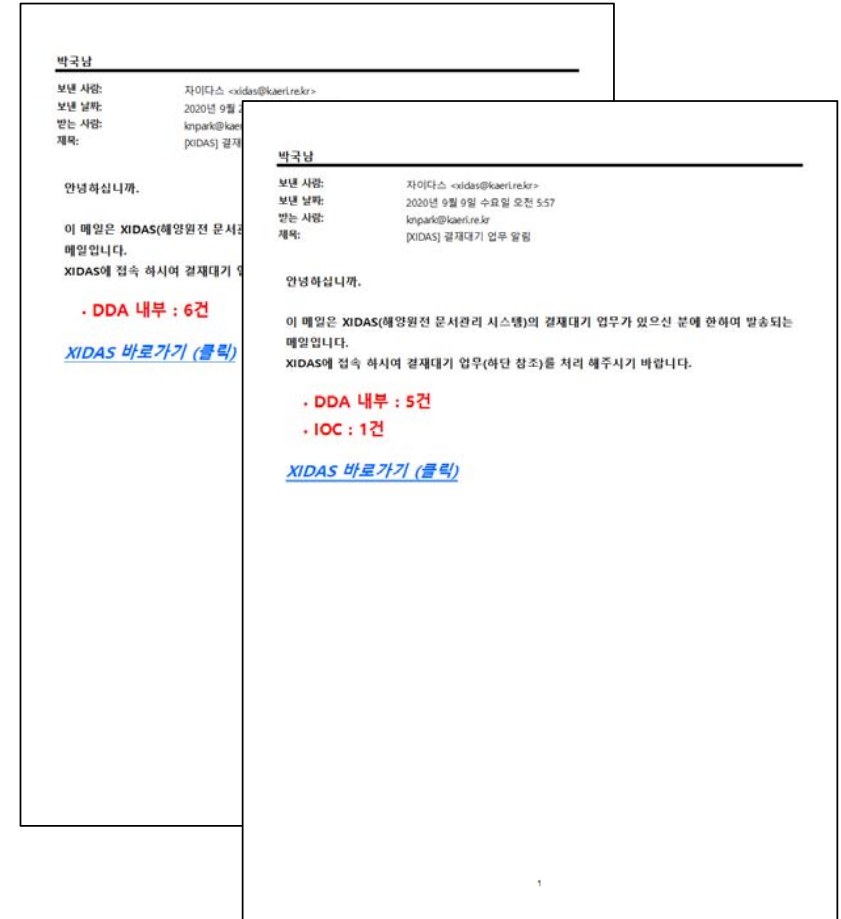 박국남
보낸 사람: 자이다스 <xidas@kaeri.re.kr>
보낸 날짜: 2020년 9월 2
받는 사람: knpark@kaer
제목: [XIDAS] 결재
안녕하십니까.
이 메일은 XIDAS(해양원전 문서관
메일입니다.
XIDAS에 접속 하시여 결재대기
· DDA 내부 : 6건
XIDAS 바로가기 (클릭)
박국남
보낸 사람: 자이다스 <xidas@kaeri.re.kr>
보낸 날짜: 2020년 9월 9일 수요일 오전 5:57
받는 사람: knpark@kaeri.re.kr
제목: [XIDAS] 결재대기 업무 알림
안녕하십니까.
이 메일은 XIDAS(해양원전 문서관리 시스템)의 결재대기 업무가 있으신 분에 한하여 발송되는
메일입니다.
XIDAS에 접속 하시여 결재대기 업무(하단 참조)를 처리 해주시기 바랍니다.
· DDA 내부 : 5건
· IOC : 1건
XIDAS 바로가기 (클릭)
1